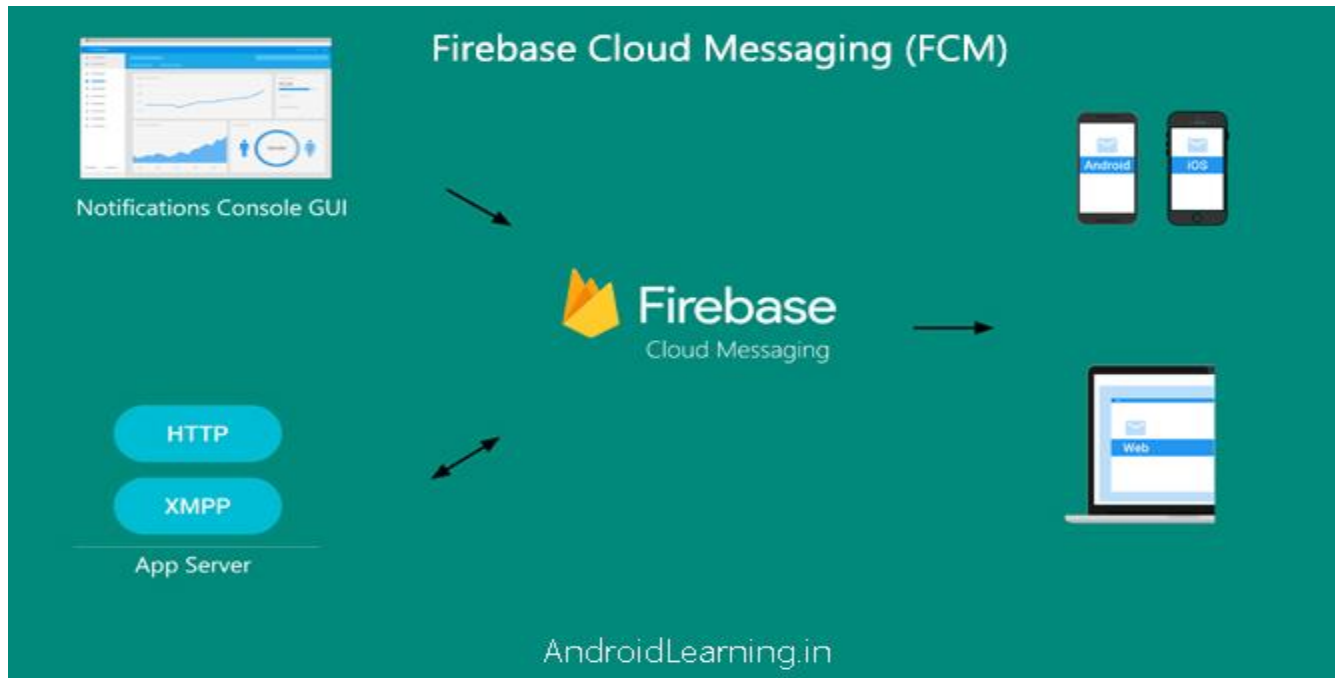 Firebase Cloud Messaging (FCM)
Notifications Console GUI
Android
iOS
Firebase
Cloud Messaging
HTTP
XMPP
App Server
Web
AndroidLearning.in